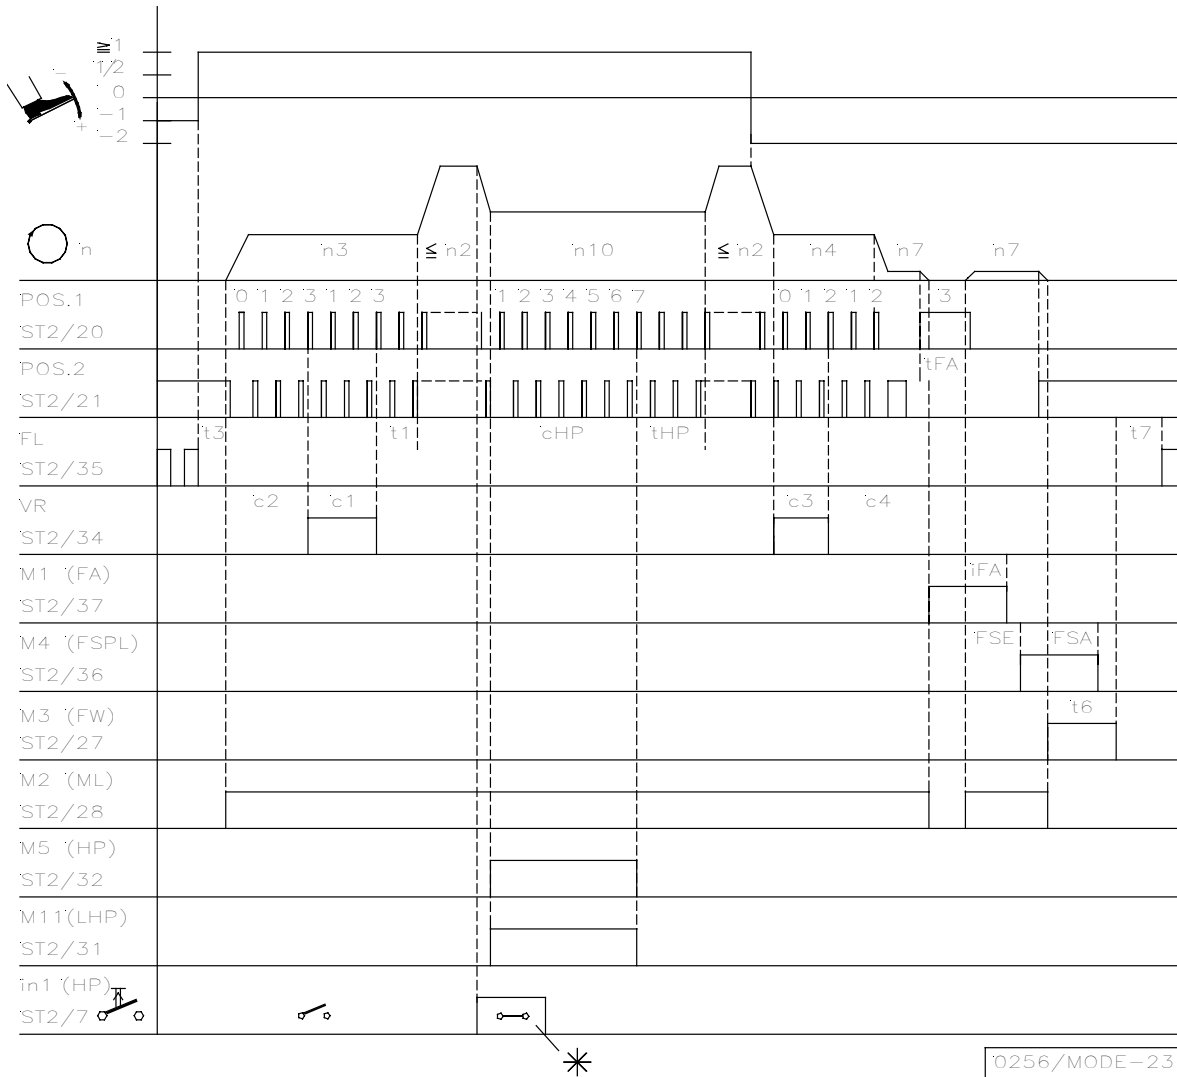 ≧1
1/2
0
-1
-2
−
+
n
n3 ≦ n2 n10 ≦ n2 n4 n7 n7
POS.1 0 1 2 3 1 2 3 1 2 3 4 5 6 7 0 1 2 1 2 3
ST2/20
POS.2 tFA
ST2/21
FL t3 t1 cHP tHP t7
ST2/35
VR c2 c1 c3 c4
ST2/34
M1 (FA) iFA
ST2/37
M4 (FSPL) FSE FSA
ST2/36
M3 (FW) t6
ST2/27
M2 (ML)
ST2/28
M5 (HP)
ST2/32
M11(LHP)
ST2/31
in1 (HP)
ST2/7
0256/MODE-23